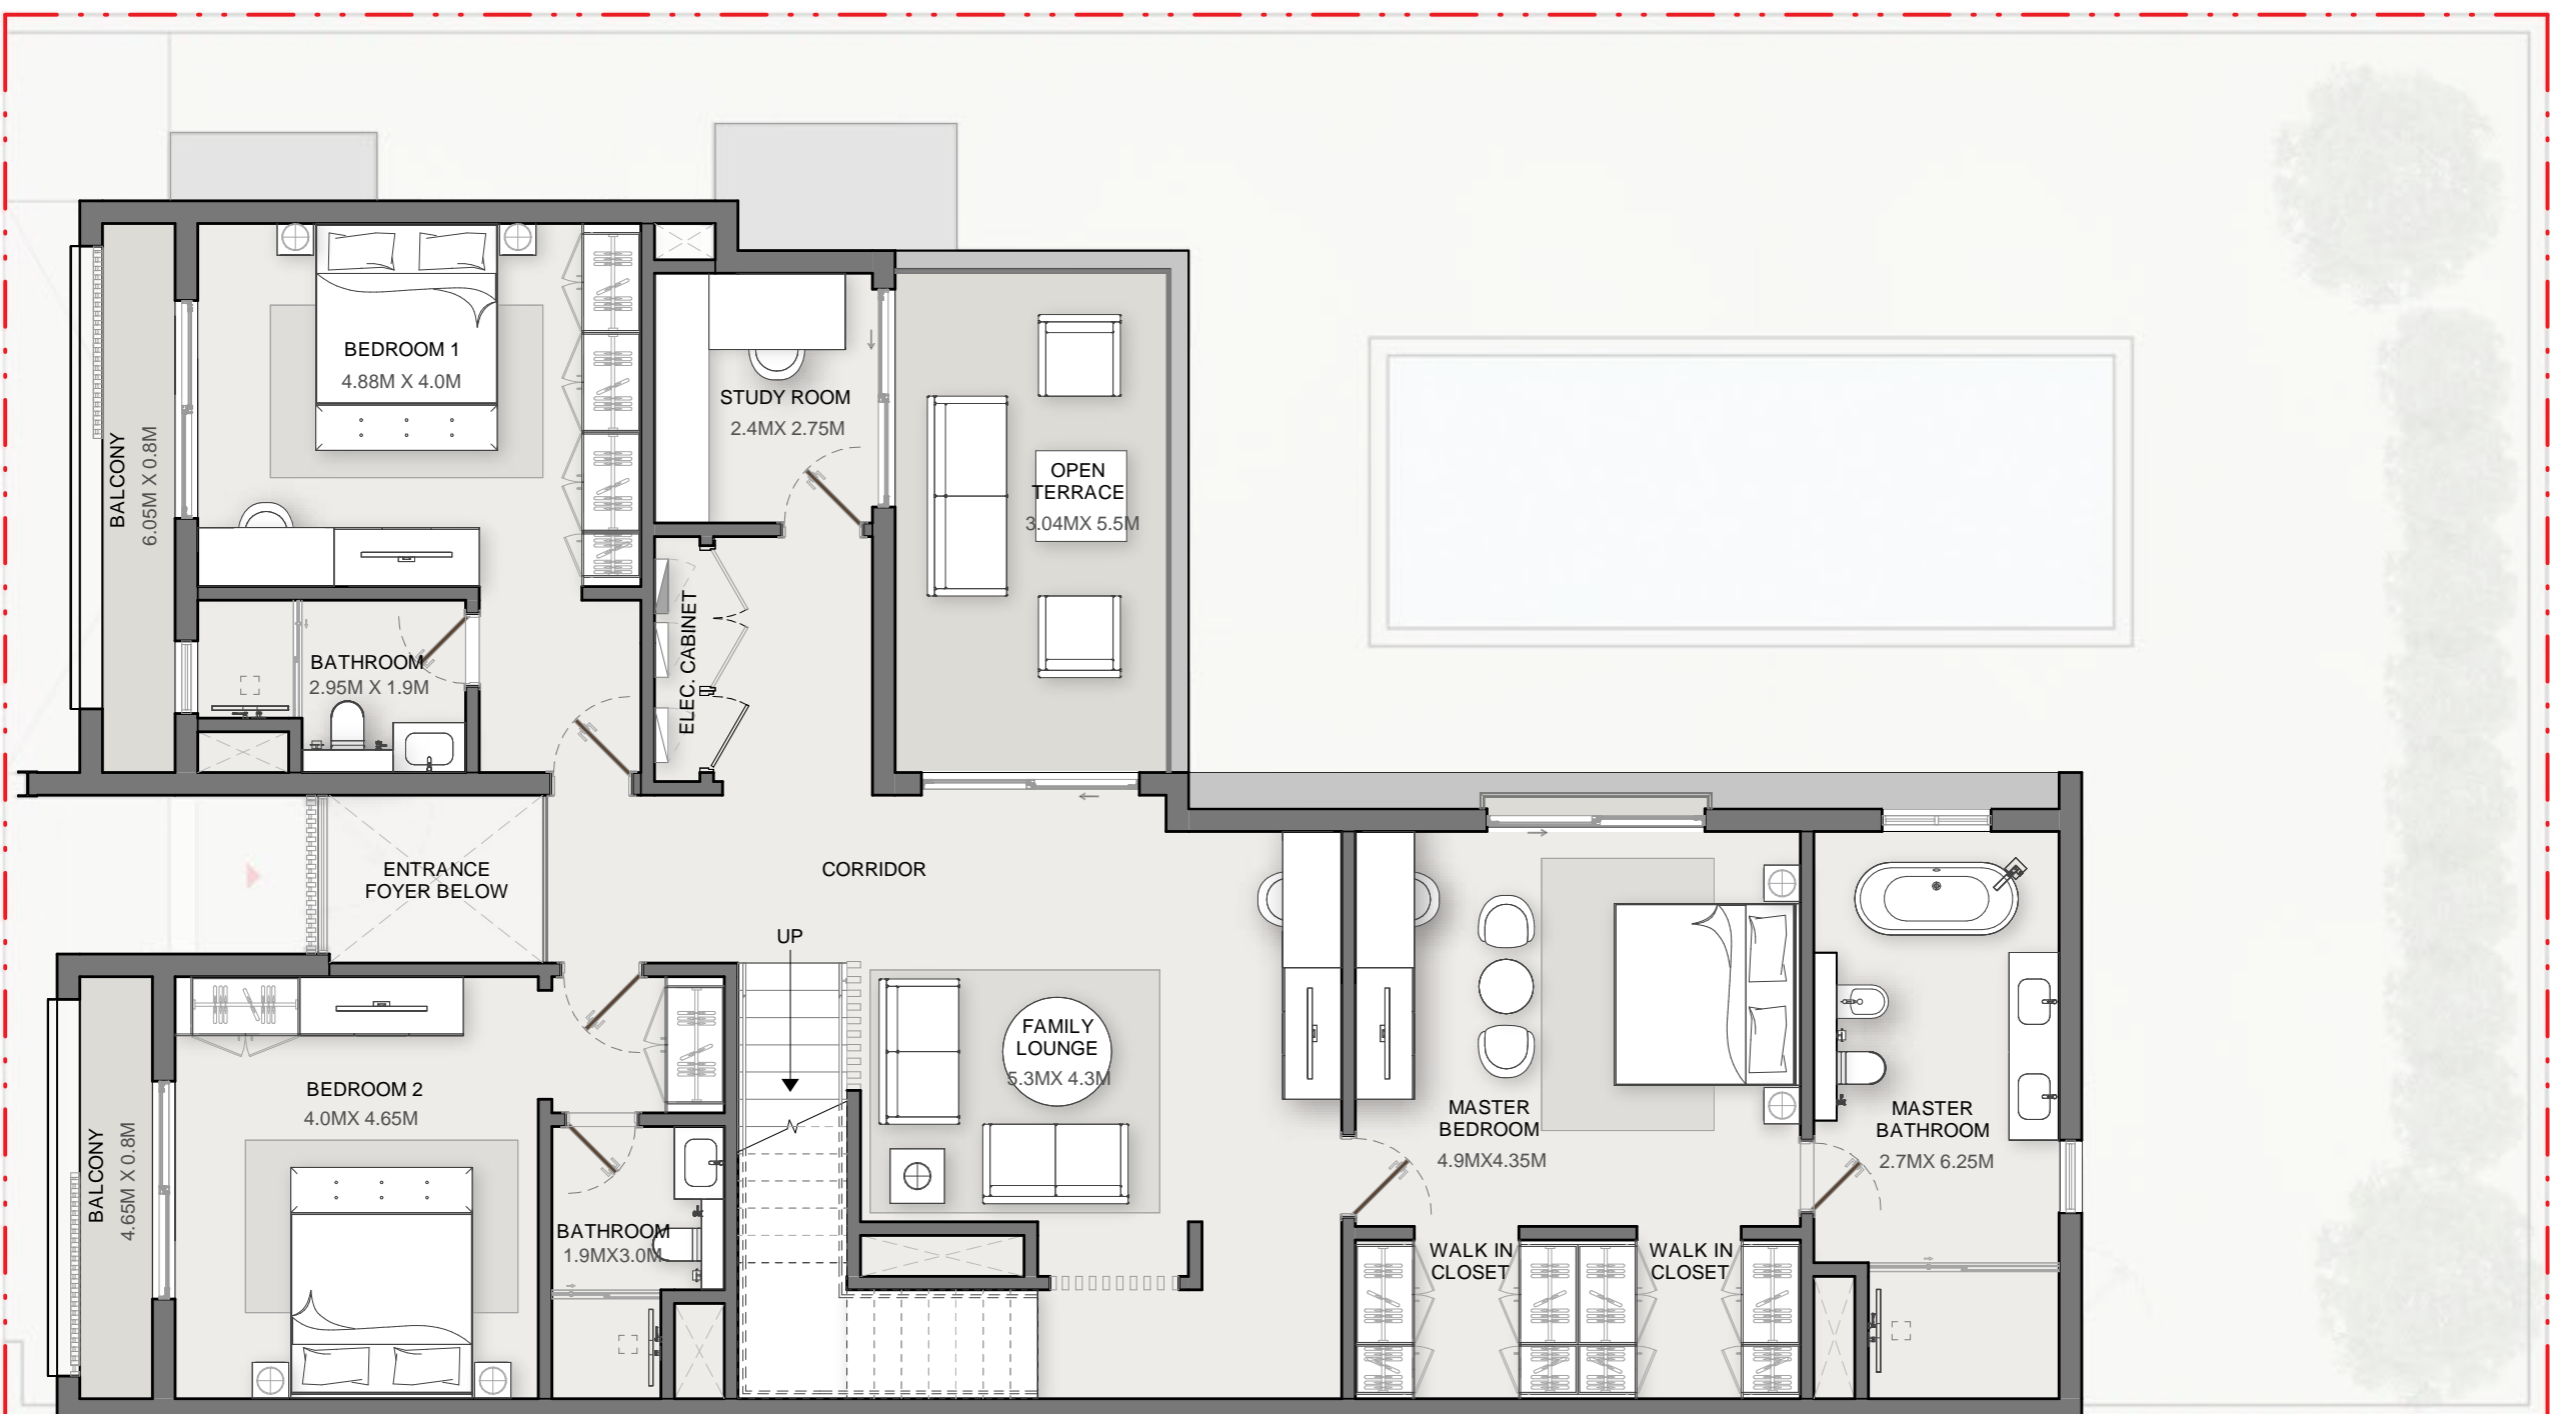 BEDROOM 1
4.88M X 4.0M
BALCONY
6.05M X 0.8M
STUDY ROOM
2.4MX 2.75M
OPEN
TERRACE
3.04MX 5.5M
BATHROOM
2.95M X 1.9M
ELEC. CABINET
ENTRANCE
FOYER BELOW
CORRIDOR
UP
FAMILY
LOUNGE
5.3MX 4.3M
BEDROOM 2
4.0MX 4.65M
BALCONY
4.65M X 0.8M
BATHROOM
1.9MX3.0M
MASTER
BEDROOM
4.9MX4.35M
MASTER
BATHROOM
2.7MX 6.25M
WALK IN
CLOSET
WALK IN
CLOSET